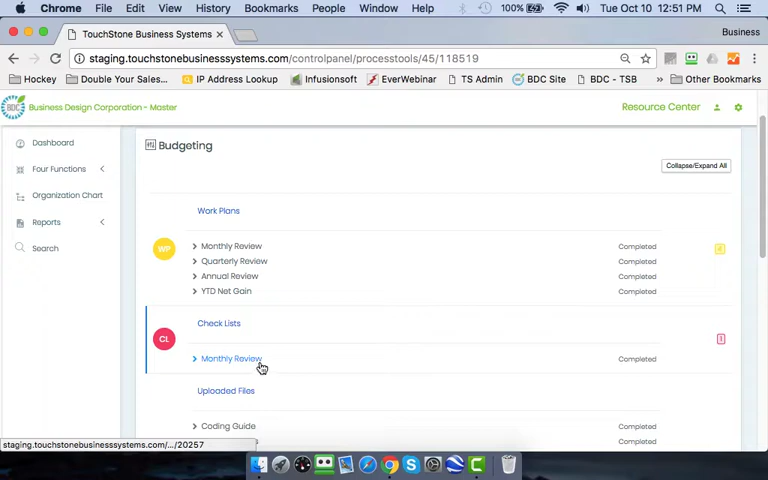 Chrome File Edit View History Bookmarks People Window Help 100% Tue Oct 10 12:51 PM
TouchStone Business Systems
Business
staging.touchstonebusinesssystems.com/controlpanel/processtools/45/118519
Hockey Double Your Sales... IP Address Lookup Infusionsoft EverWebinar TS Admin BDC Site BDC - TSB » Other Bookmarks
BDC Business Design Corporation - Master Resource Center
Dashboard
Four Functions
Organization Chart
Reports
Search
Budgeting
Collapse/Expand All
Work Plans
WP
Monthly Review Completed
Quarterly Review Completed
Annual Review Completed
YTD Net Gain Completed
4
Check Lists
CL
Monthly Review Completed
1
Uploaded Files
Coding Guide Completed
Completed
staging.touchstonebusinesssystems.com/.../20257